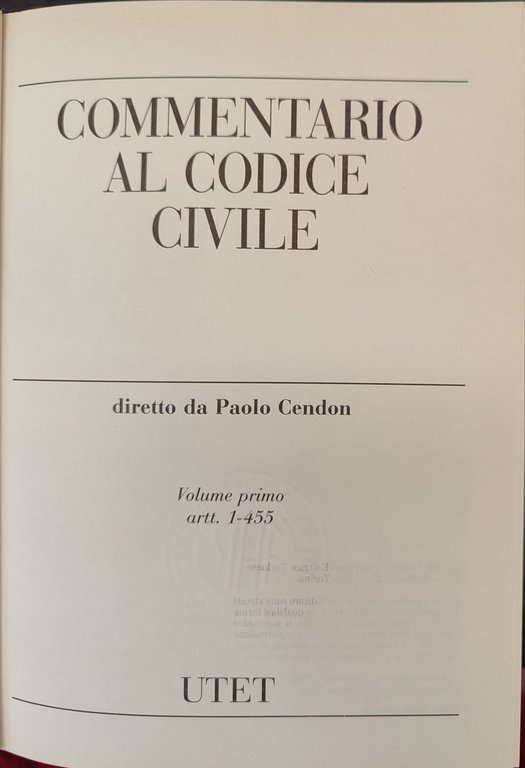 COMMENTARIO
AL CODICE
CIVILE
diretto da Paolo Cendon
Volume primo
artt. 1-455
UTET